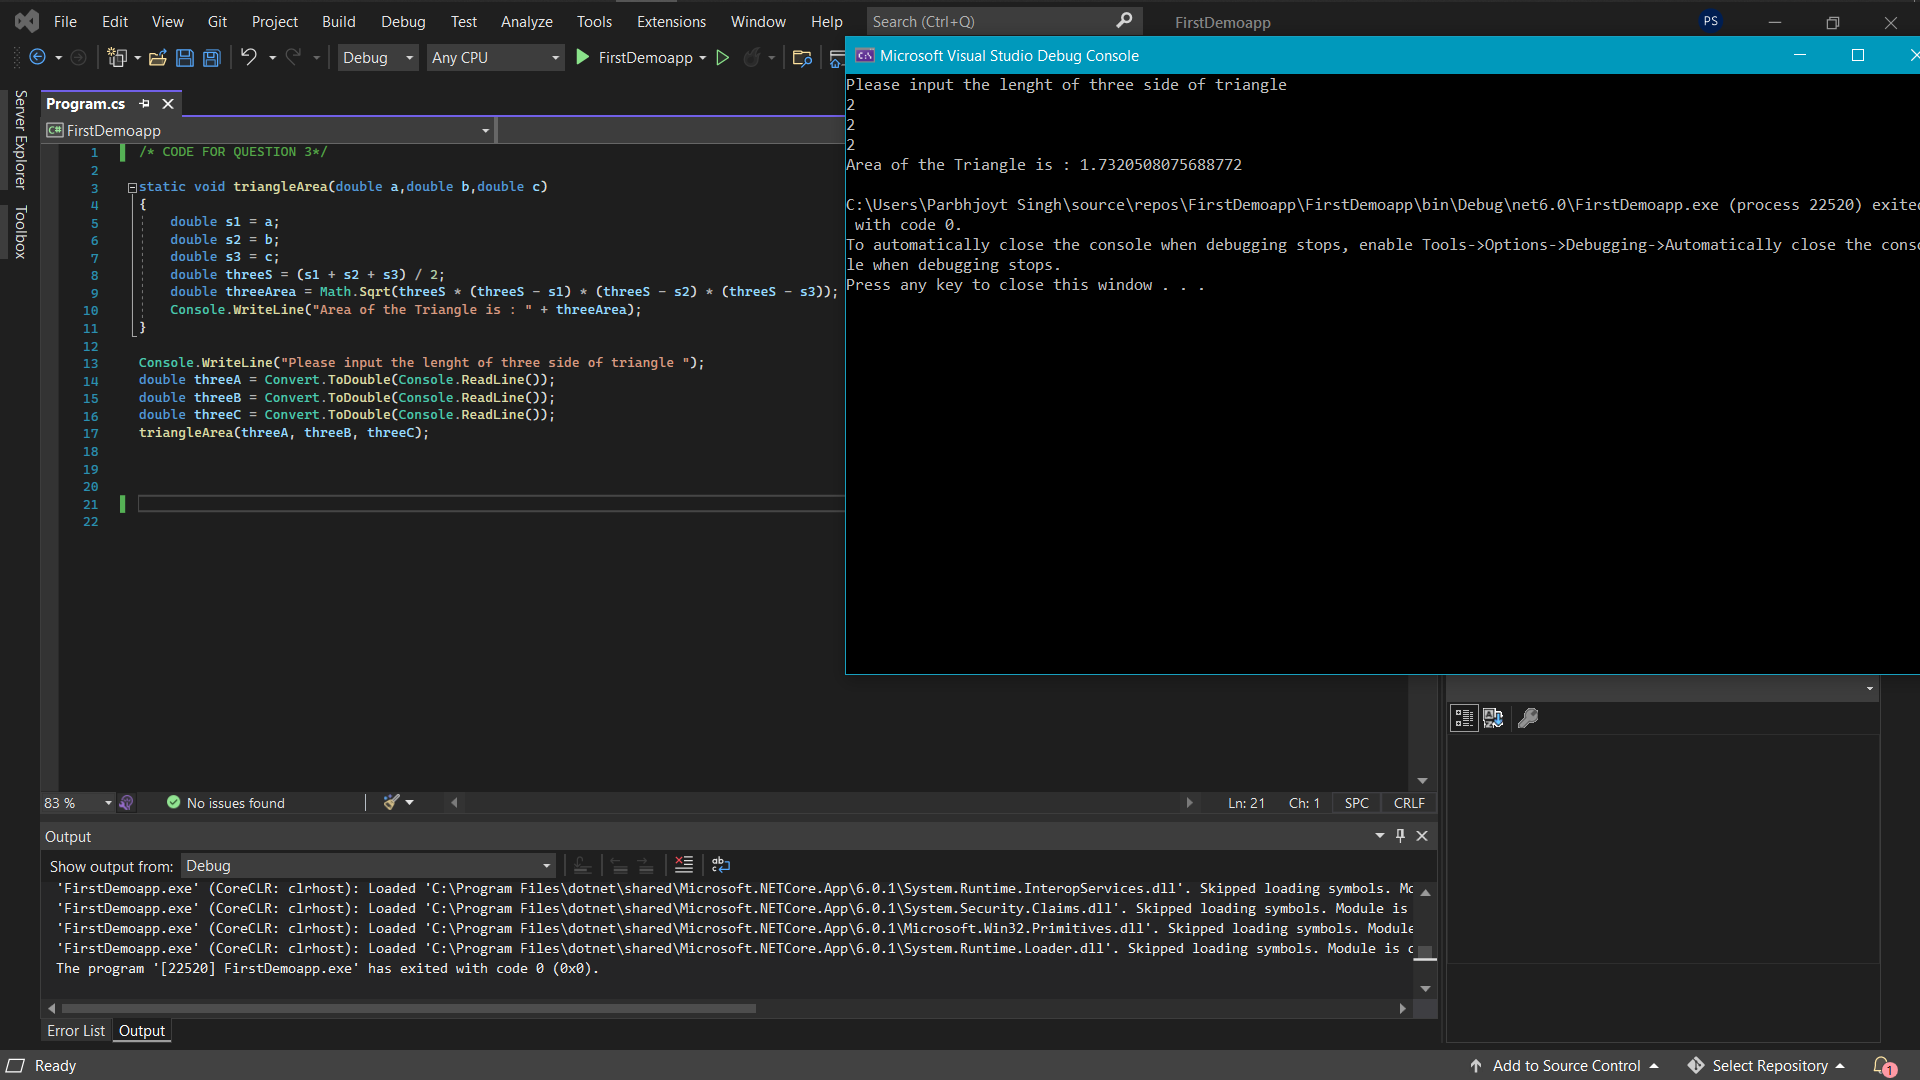 File Edit View Git Project Build Debug Test Analyze Tools Extensions Window Help Search (Ctrl+Q) FirstDemoapp PS
Debug Any CPU FirstDemoapp
Server Explorer
Toolbox
Program.cs
C# FirstDemoapp
1 /* CODE FOR QUESTION 3*/
2
3 static void triangleArea(double a,double b,double c)
4 {
5 double s1 = a;
6 double s2 = b;
7 double s3 = c;
8 double threeS = (s1 + s2 + s3) / 2;
9 double threeArea = Math.Sqrt(threeS * (threeS - s1) * (threeS - s2) * (threeS - s3));
10 Console.WriteLine("Area of the Triangle is : " + threeArea);
11 }
12
13 Console.WriteLine("Please input the lenght of three side of triangle ");
14 double threeA = Convert.ToDouble(Console.ReadLine());
15 double threeB = Convert.ToDouble(Console.ReadLine());
16 double threeC = Convert.ToDouble(Console.ReadLine());
17 triangleArea(threeA, threeB, threeC);
18
19
20
21
22
Microsoft Visual Studio Debug Console
Please input the lenght of three side of triangle
2
2
2
Area of the Triangle is : 1.7320508075688772
C:\Users\Parbhjoyt Singh\source\repos\FirstDemoapp\FirstDemoapp\bin\Debug\net6.0\FirstDemoapp.exe (process 22520) exited
with code 0.
To automatically close the console when debugging stops, enable Tools->Options->Debugging->Automatically close the conso
le when debugging stops.
Press any key to close this window . . .
83 % No issues found Ln: 21 Ch: 1 SPC CRLF
Output
Show output from: Debug
'FirstDemoapp.exe' (CoreCLR: clrhost): Loaded 'C:\Program Files\dotnet\shared\Microsoft.NETCore.App\6.0.1\System.Runtime.InteropServices.dll'. Skipped loading symbols. Mo
'FirstDemoapp.exe' (CoreCLR: clrhost): Loaded 'C:\Program Files\dotnet\shared\Microsoft.NETCore.App\6.0.1\System.Security.Claims.dll'. Skipped loading symbols. Module is
'FirstDemoapp.exe' (CoreCLR: clrhost): Loaded 'C:\Program Files\dotnet\shared\Microsoft.NETCore.App\6.0.1\Microsoft.Win32.Primitives.dll'. Skipped loading symbols. Module
'FirstDemoapp.exe' (CoreCLR: clrhost): Loaded 'C:\Program Files\dotnet\shared\Microsoft.NETCore.App\6.0.1\System.Runtime.Loader.dll'. Skipped loading symbols. Module is o
The program '[22520] FirstDemoapp.exe' has exited with code 0 (0x0).
Error List Output
Ready Add to Source Control Select Repository 1